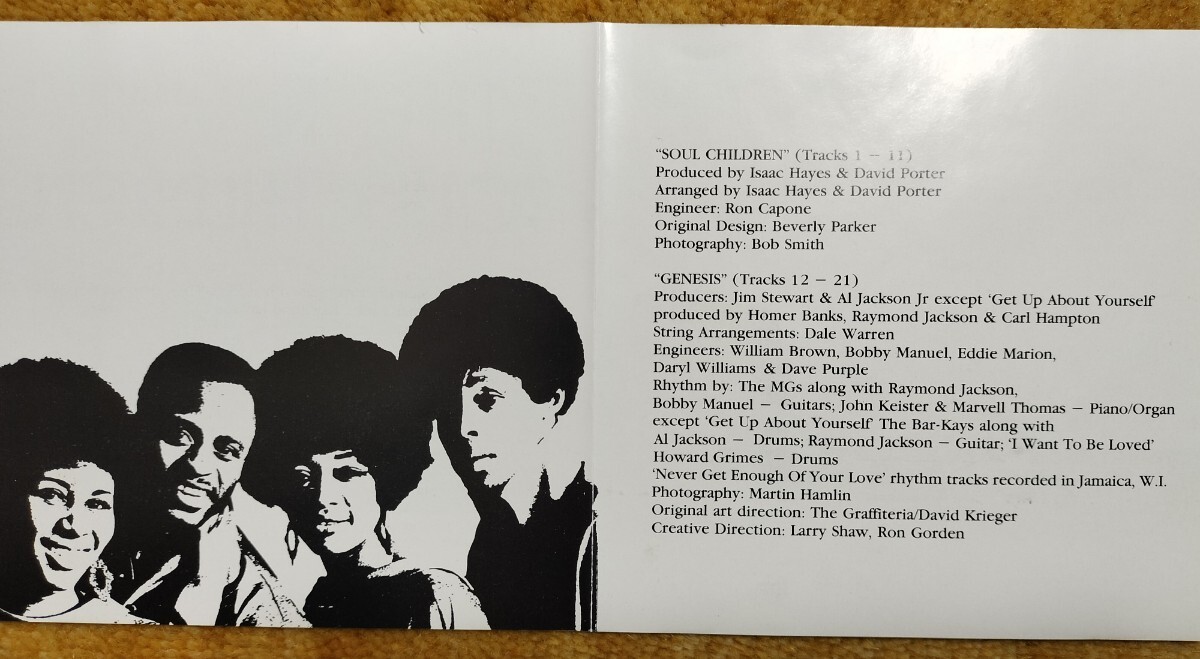 “SOUL CHILDREN” (Tracks 1 — 11)
Produced by Isaac Hayes & David Porter
Arranged by Isaac Hayes & David Porter
Engineer: Ron Capone
Original Design: Beverly Parker
Photography: Bob Smith
“GENESIS” (Tracks 12 — 21)
Producers: Jim Stewart & Al Jackson Jr except ‘Get Up About Yourself’
produced by Homer Banks, Raymond Jackson & Carl Hampton
String Arrangements: Dale Warren
Engineers: William Brown, Bobby Manuel, Eddie Marion,
Daryl Williams & Dave Purple
Rhythm by: The MGs along with Raymond Jackson,
Bobby Manuel — Guitars; John Keister & Marvell Thomas — Piano/Organ
except ‘Get Up About Yourself’ The Bar-Kays along with
Al Jackson — Drums; Raymond Jackson — Guitar; ‘I Want To Be Loved’
Howard Grimes — Drums
‘Never Get Enough Of Your Love’ rhythm tracks recorded in Jamaica, W.I.
Photography: Martin Hamlin
Original art direction: The Graffiteria/David Krieger
Creative Direction: Larry Shaw, Ron Gorden